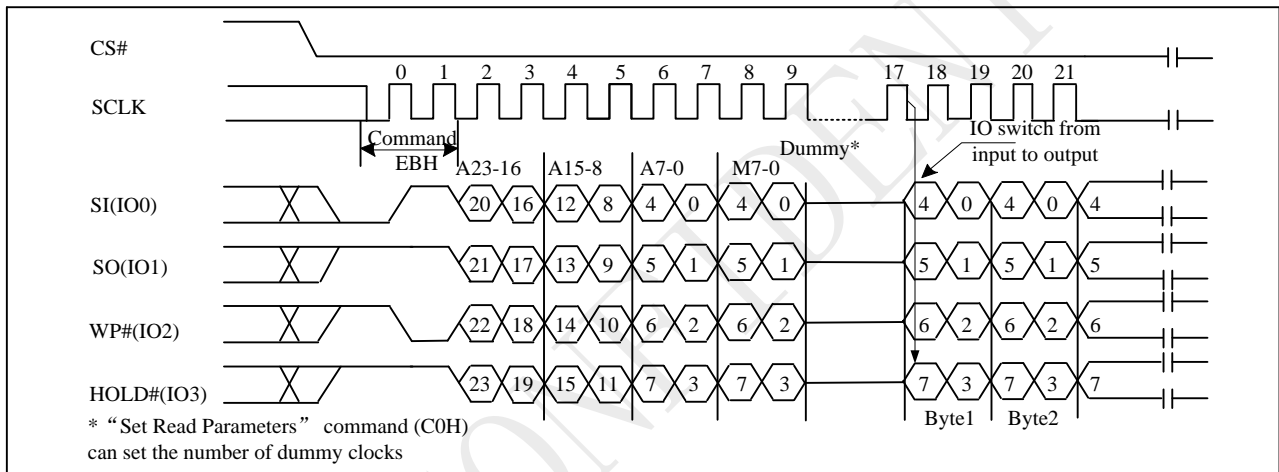 CS#
0 1 2 3 4 5 6 7 8 9 17 18 19 20 21
SCLK
Command
EBH
Dummy*
IO switch from
input to output
A23-16 A15-8 A7-0 M7-0
SI(IO0) 20 16 12 8 4 0 4 0 4 0 4 0 4
SO(IO1) 21 17 13 9 5 1 5 1 5 1 5 1 5
WP#(IO2) 22 18 14 10 6 2 6 2 6 2 6 2 6
HOLD#(IO3) 23 19 15 11 7 3 7 3 7 3 7 3 7
Byte1 Byte2
* “Set Read Parameters” command (C0H)
can set the number of dummy clocks
CONFIDENT